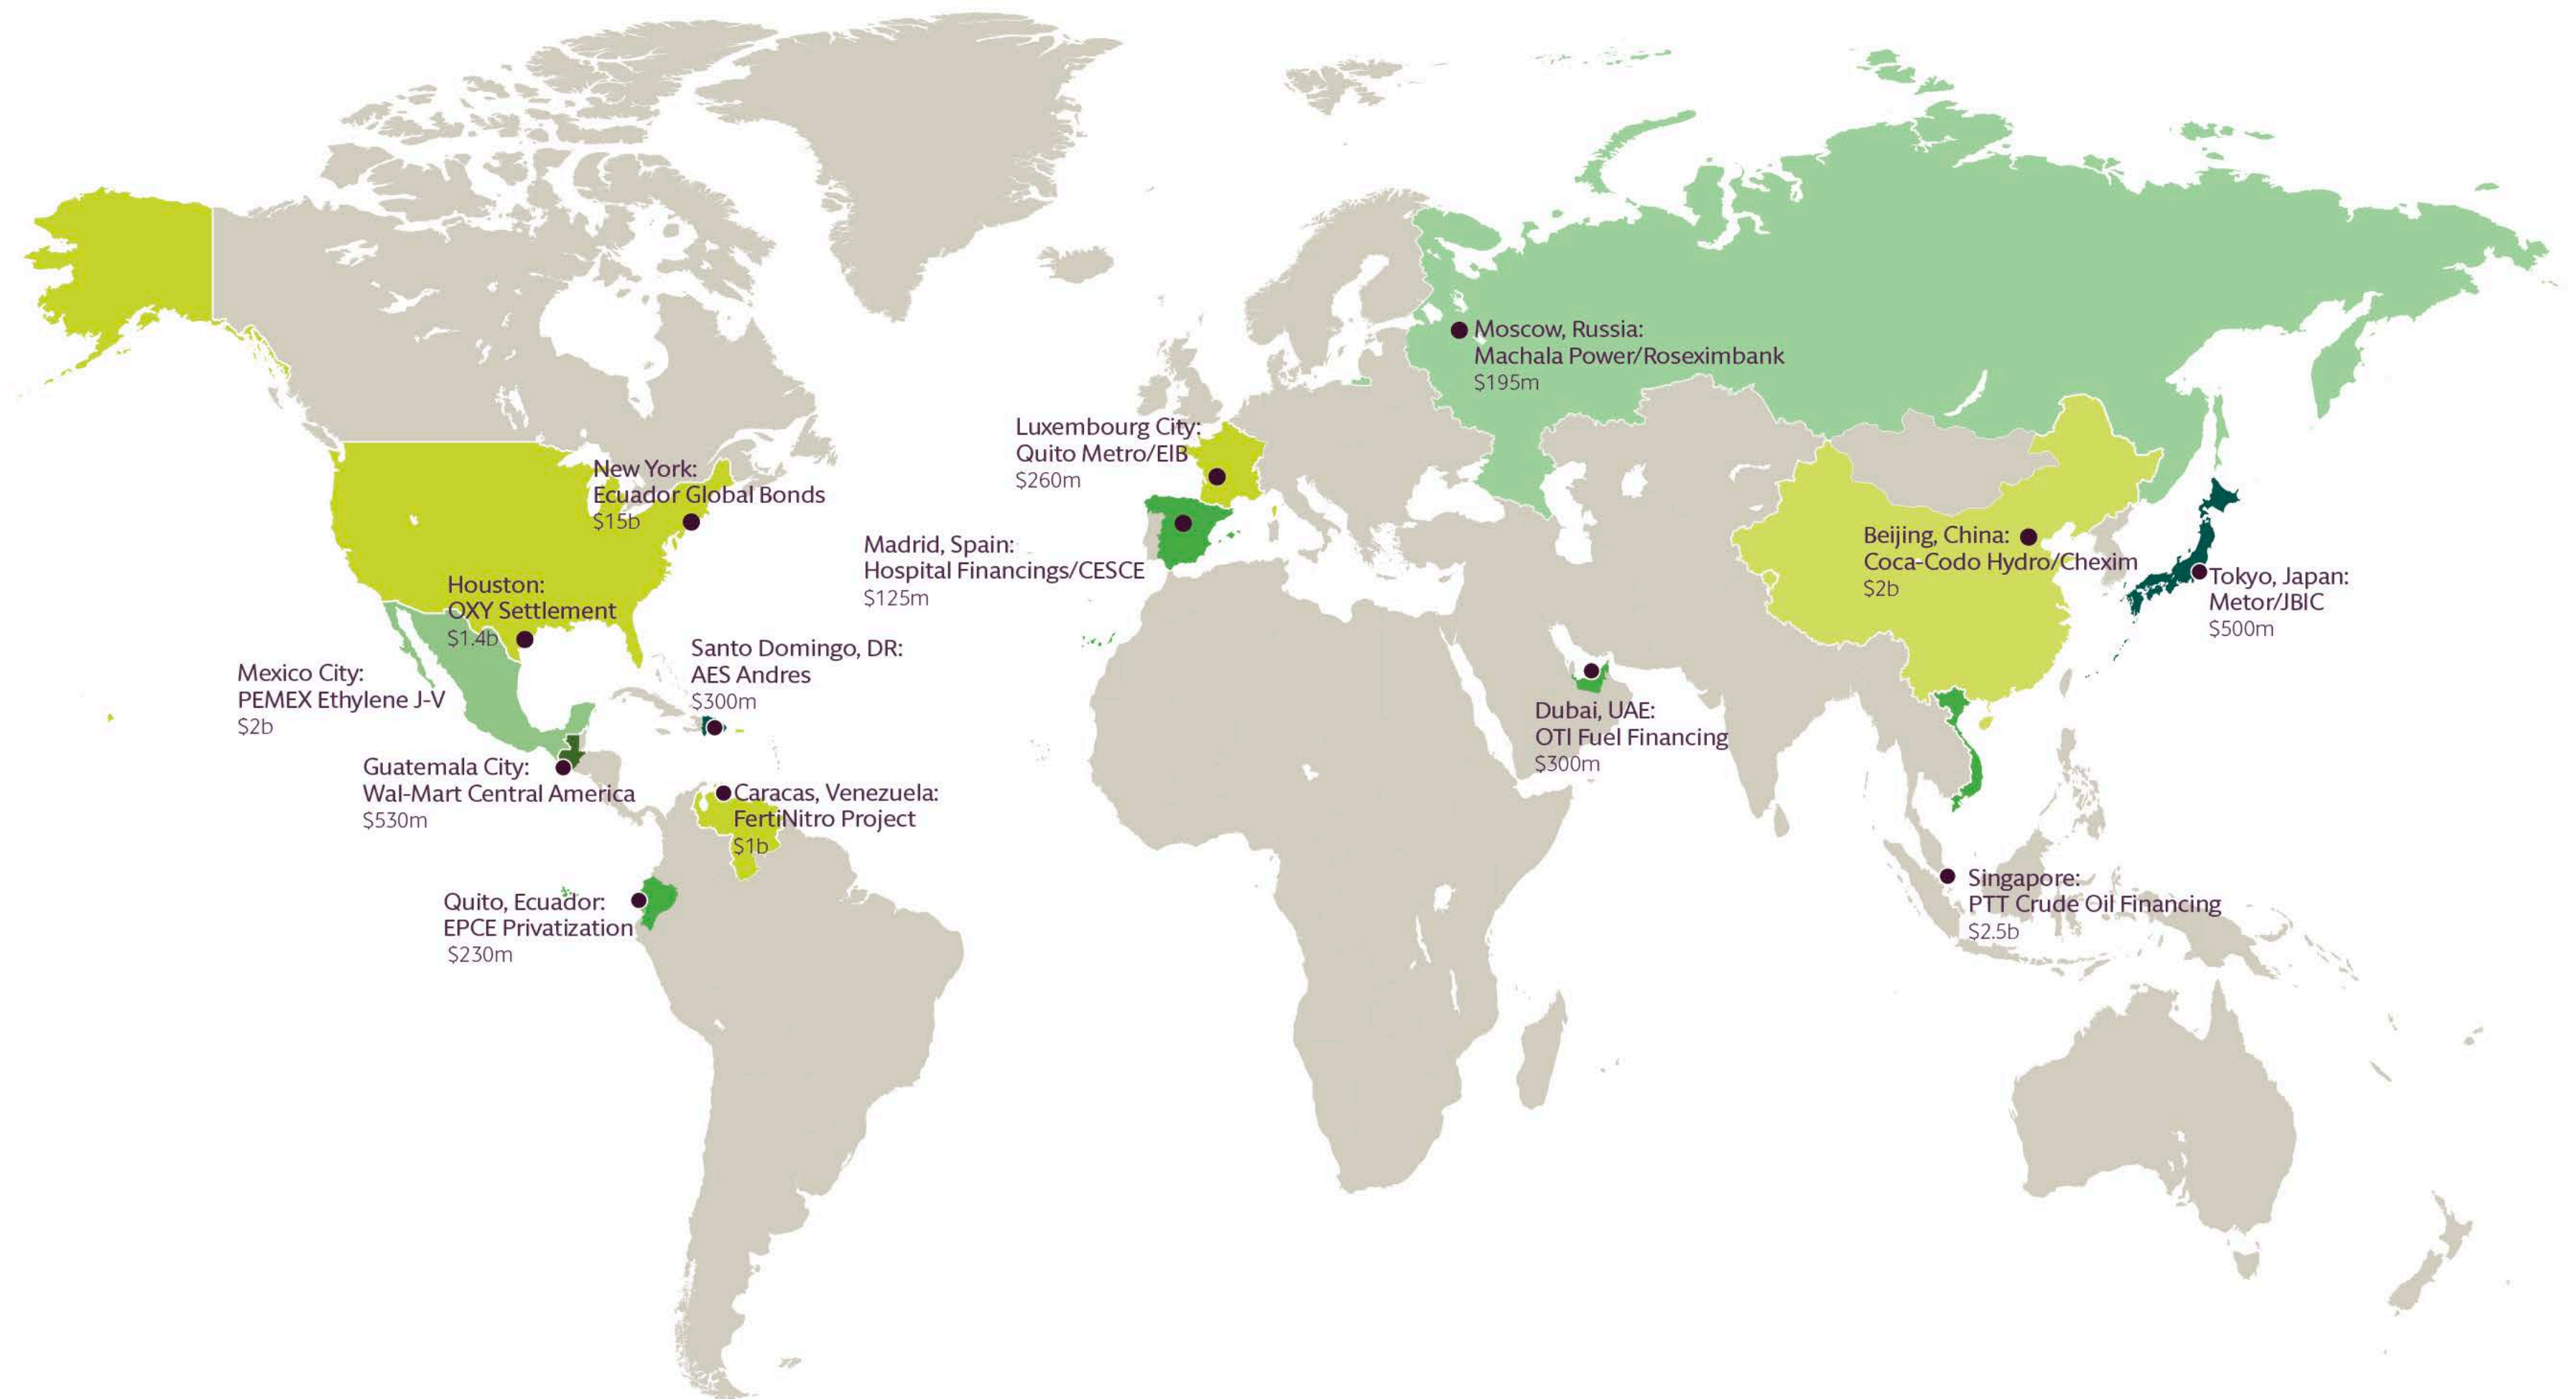 Moscow, Russia:
Machala Power/Roseximbank
$195m
Luxembourg City:
Quito Metro/EIB
$260m
New York:
Ecuador Global Bonds
$15b
Madrid, Spain:
Hospital Financings/CESCE
$125m
Beijing, China:
Coca-Codo Hydro/Chexim
$2b
Tokyo, Japan:
Metor/JBIC
$500m
Houston:
OXY Settlement
$1.4b
Santo Domingo, DR:
AES Andres
$300m
Mexico City:
PEMEX Ethylene J-V
$2b
Dubai, UAE:
OTI Fuel Financing
$300m
Guatemala City:
Wal-Mart Central America
$530m
Caracas, Venezuela:
FertiNitro Project
$1b
Quito, Ecuador:
EPCE Privatization
$230m
Singapore:
PTT Crude Oil Financing
$2.5b